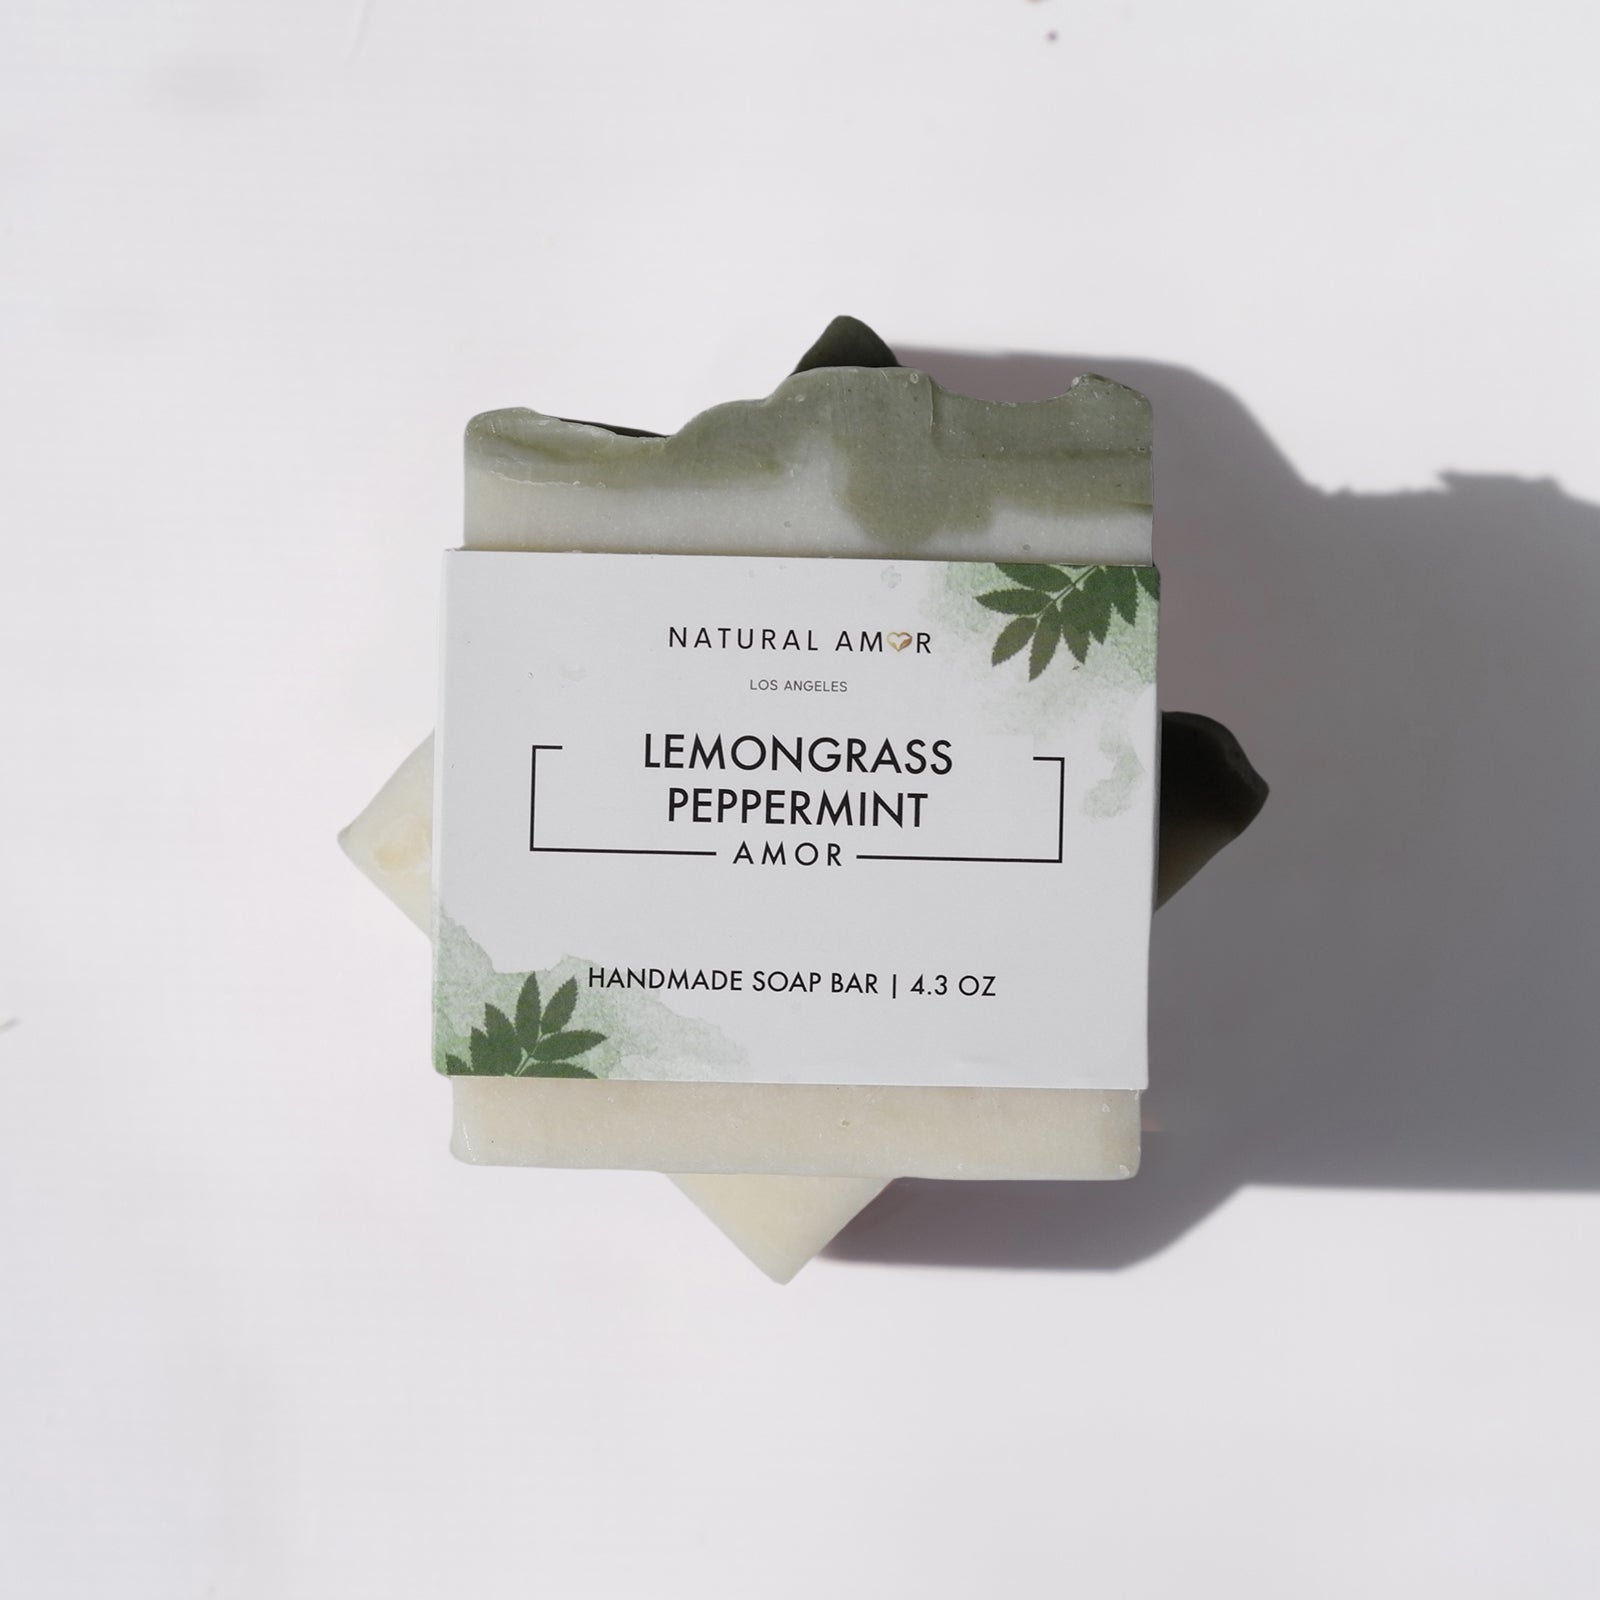 NATURAL AMOR
LOS ANGELES
LEMONGRASS
PEPPERMINT
AMOR
HANDMADE SOAP BAR | 4.3 OZ